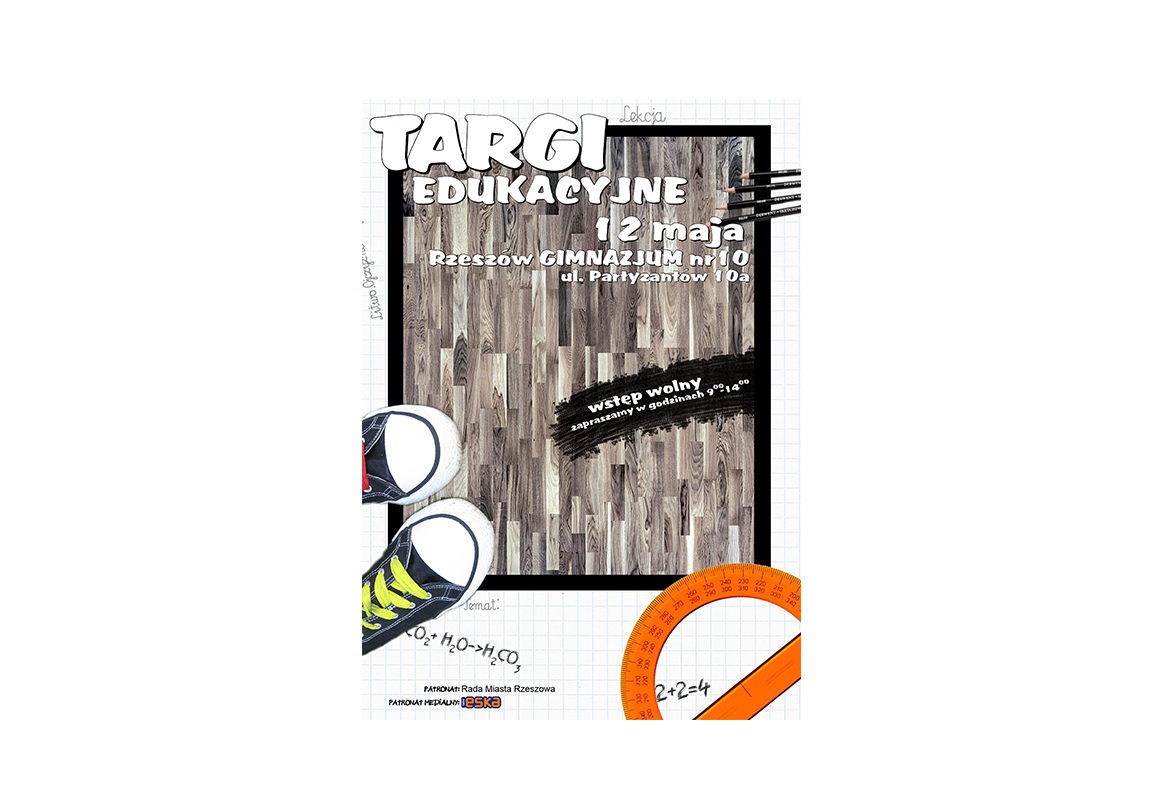 Lekcja
TARGI
EDUKACYJNE
12 maja
Rzeszów GIMNAZJUM nr10
ul. Partyzantów 10a
wstęp wolny
zapraszamy w godzinach 9⁰⁰-14⁰⁰
Temat:
CO₂+ H₂O->H₂CO₃
2+2=4
PATRONAT: Rada Miasta Rzeszowa
PATRONAT MEDIALNY: ESKA